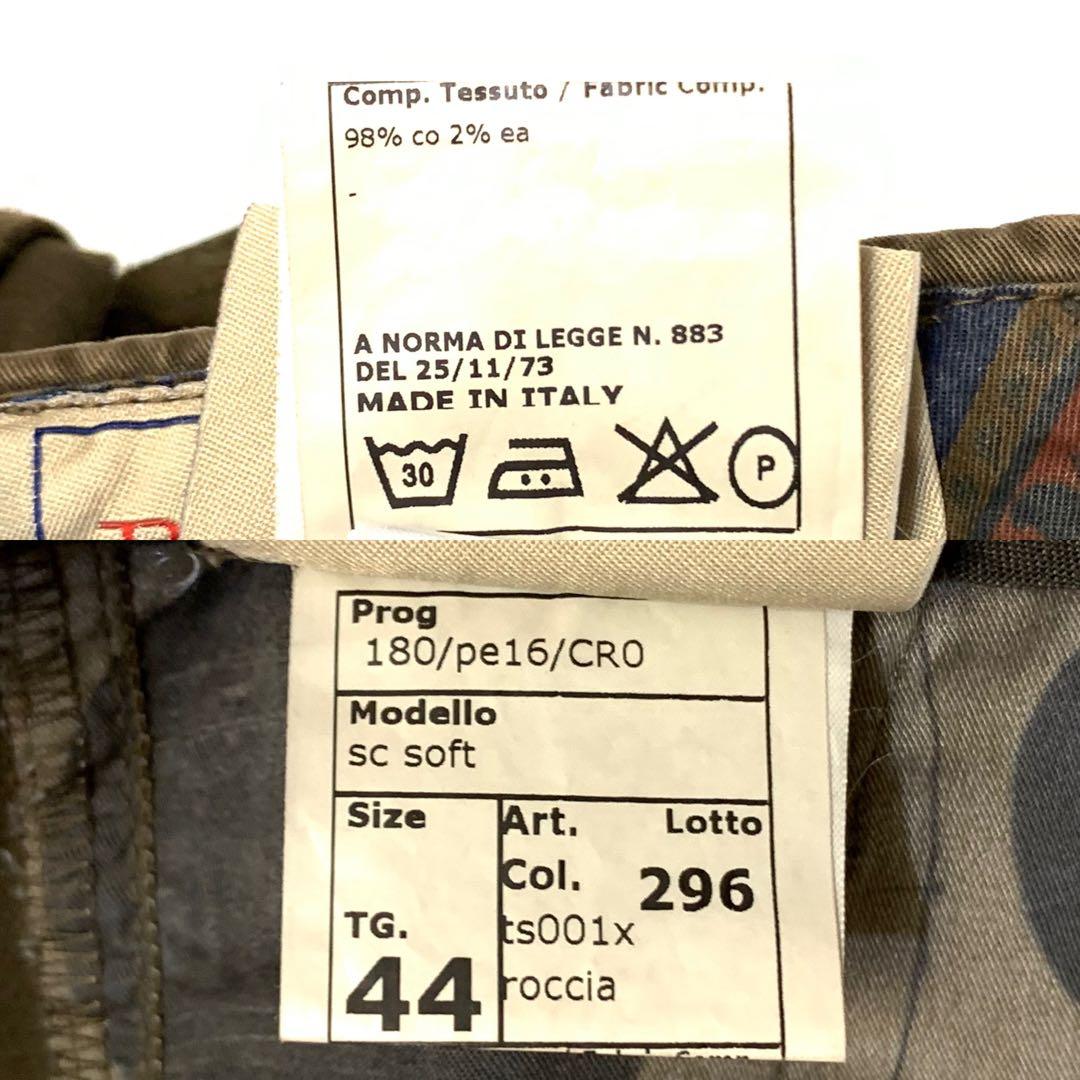 Comp. Tessuto / Fabric Comp.
98% co 2% ea
-
A NORMA DI LEGGE N. 883
DEL 25/11/73
MADE IN ITALY
30
P
R
Prog
180/pe16/CR0
Modello
sc soft
Size
Art. Lotto
Col. 296
TG. ts001x
44 roccia